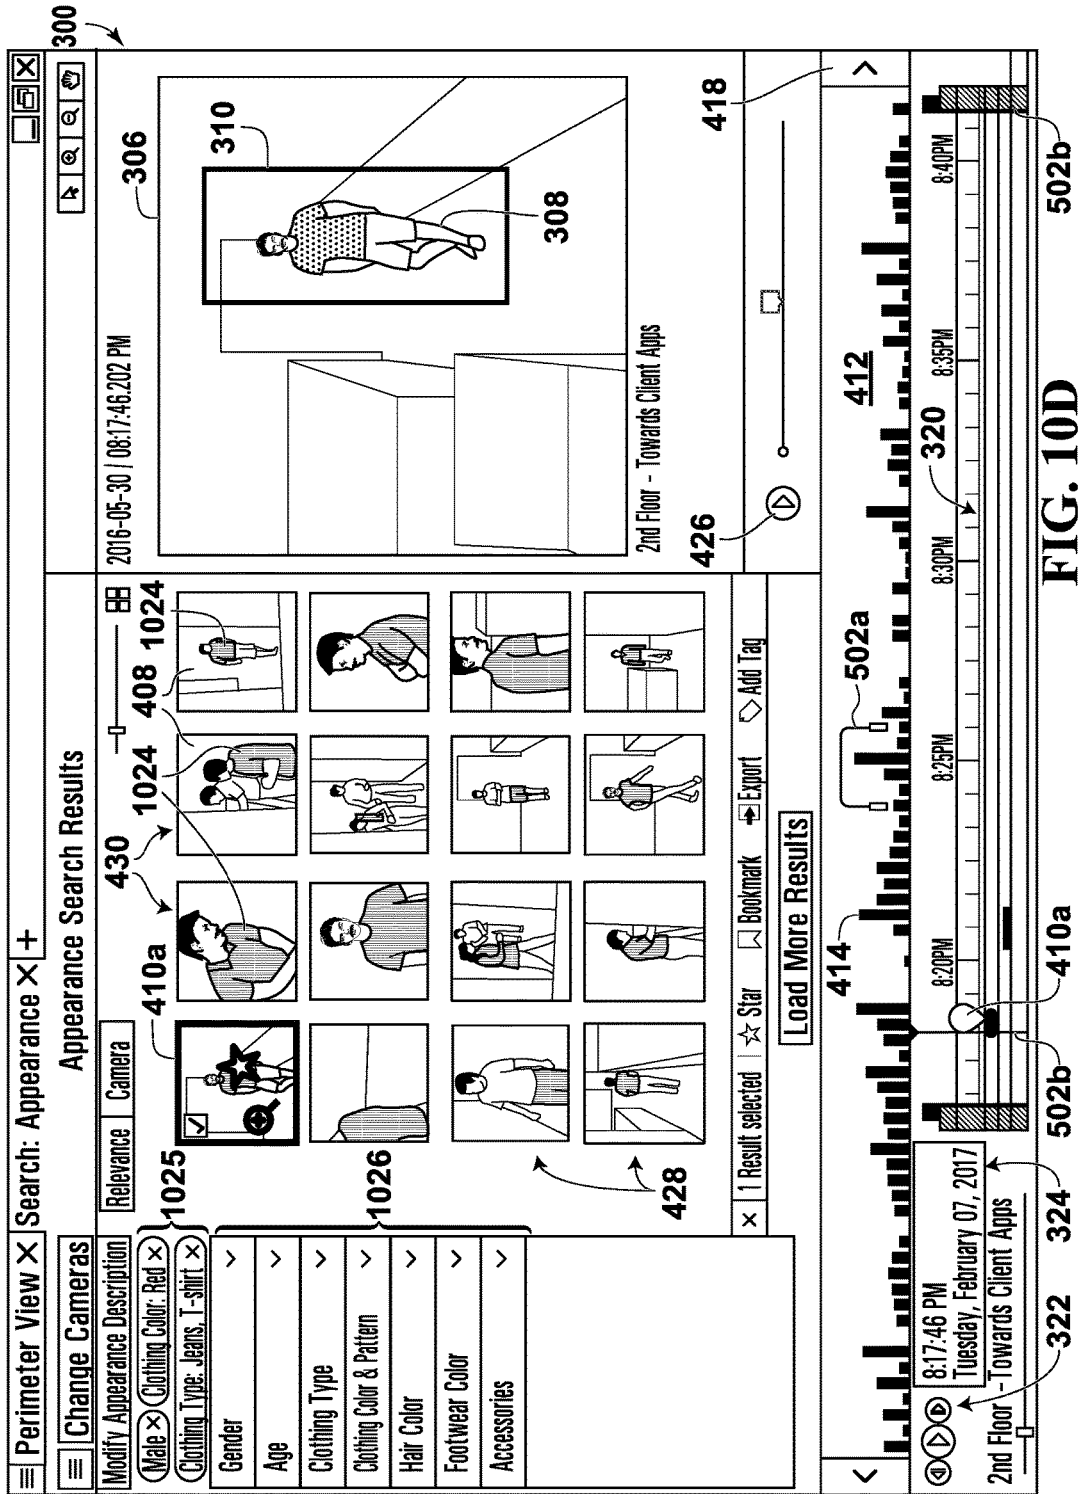 300
Perimeter View X Search: Appearance X +
Change Cameras
Appearance Search Results
Modify Appearance Description
Relevance Camera
Male × Clothing Color: Red ×
Clothing Type: Jeans, T-shirt ×
1025
Gender
Age
Clothing Type
Clothing Color & Pattern
Hair Color
Footwear Color
Accessories
1026
410a
430
1024
408
1024
428
2016-05-30 / 08:17:46.202 PM
306
310
308
2nd Floor - Towards Client Apps
× 1 Result selected Star Bookmark Export Add Tag
Load More Results
426
418
414
502a
412
320
8:17:46 PM
Tuesday, February 07, 2017
2nd Floor - Towards Client Apps
8:20PM 8:25PM 8:30PM 8:35PM 8:40PM
322
324
502b
410a
502b
FIG. 10D